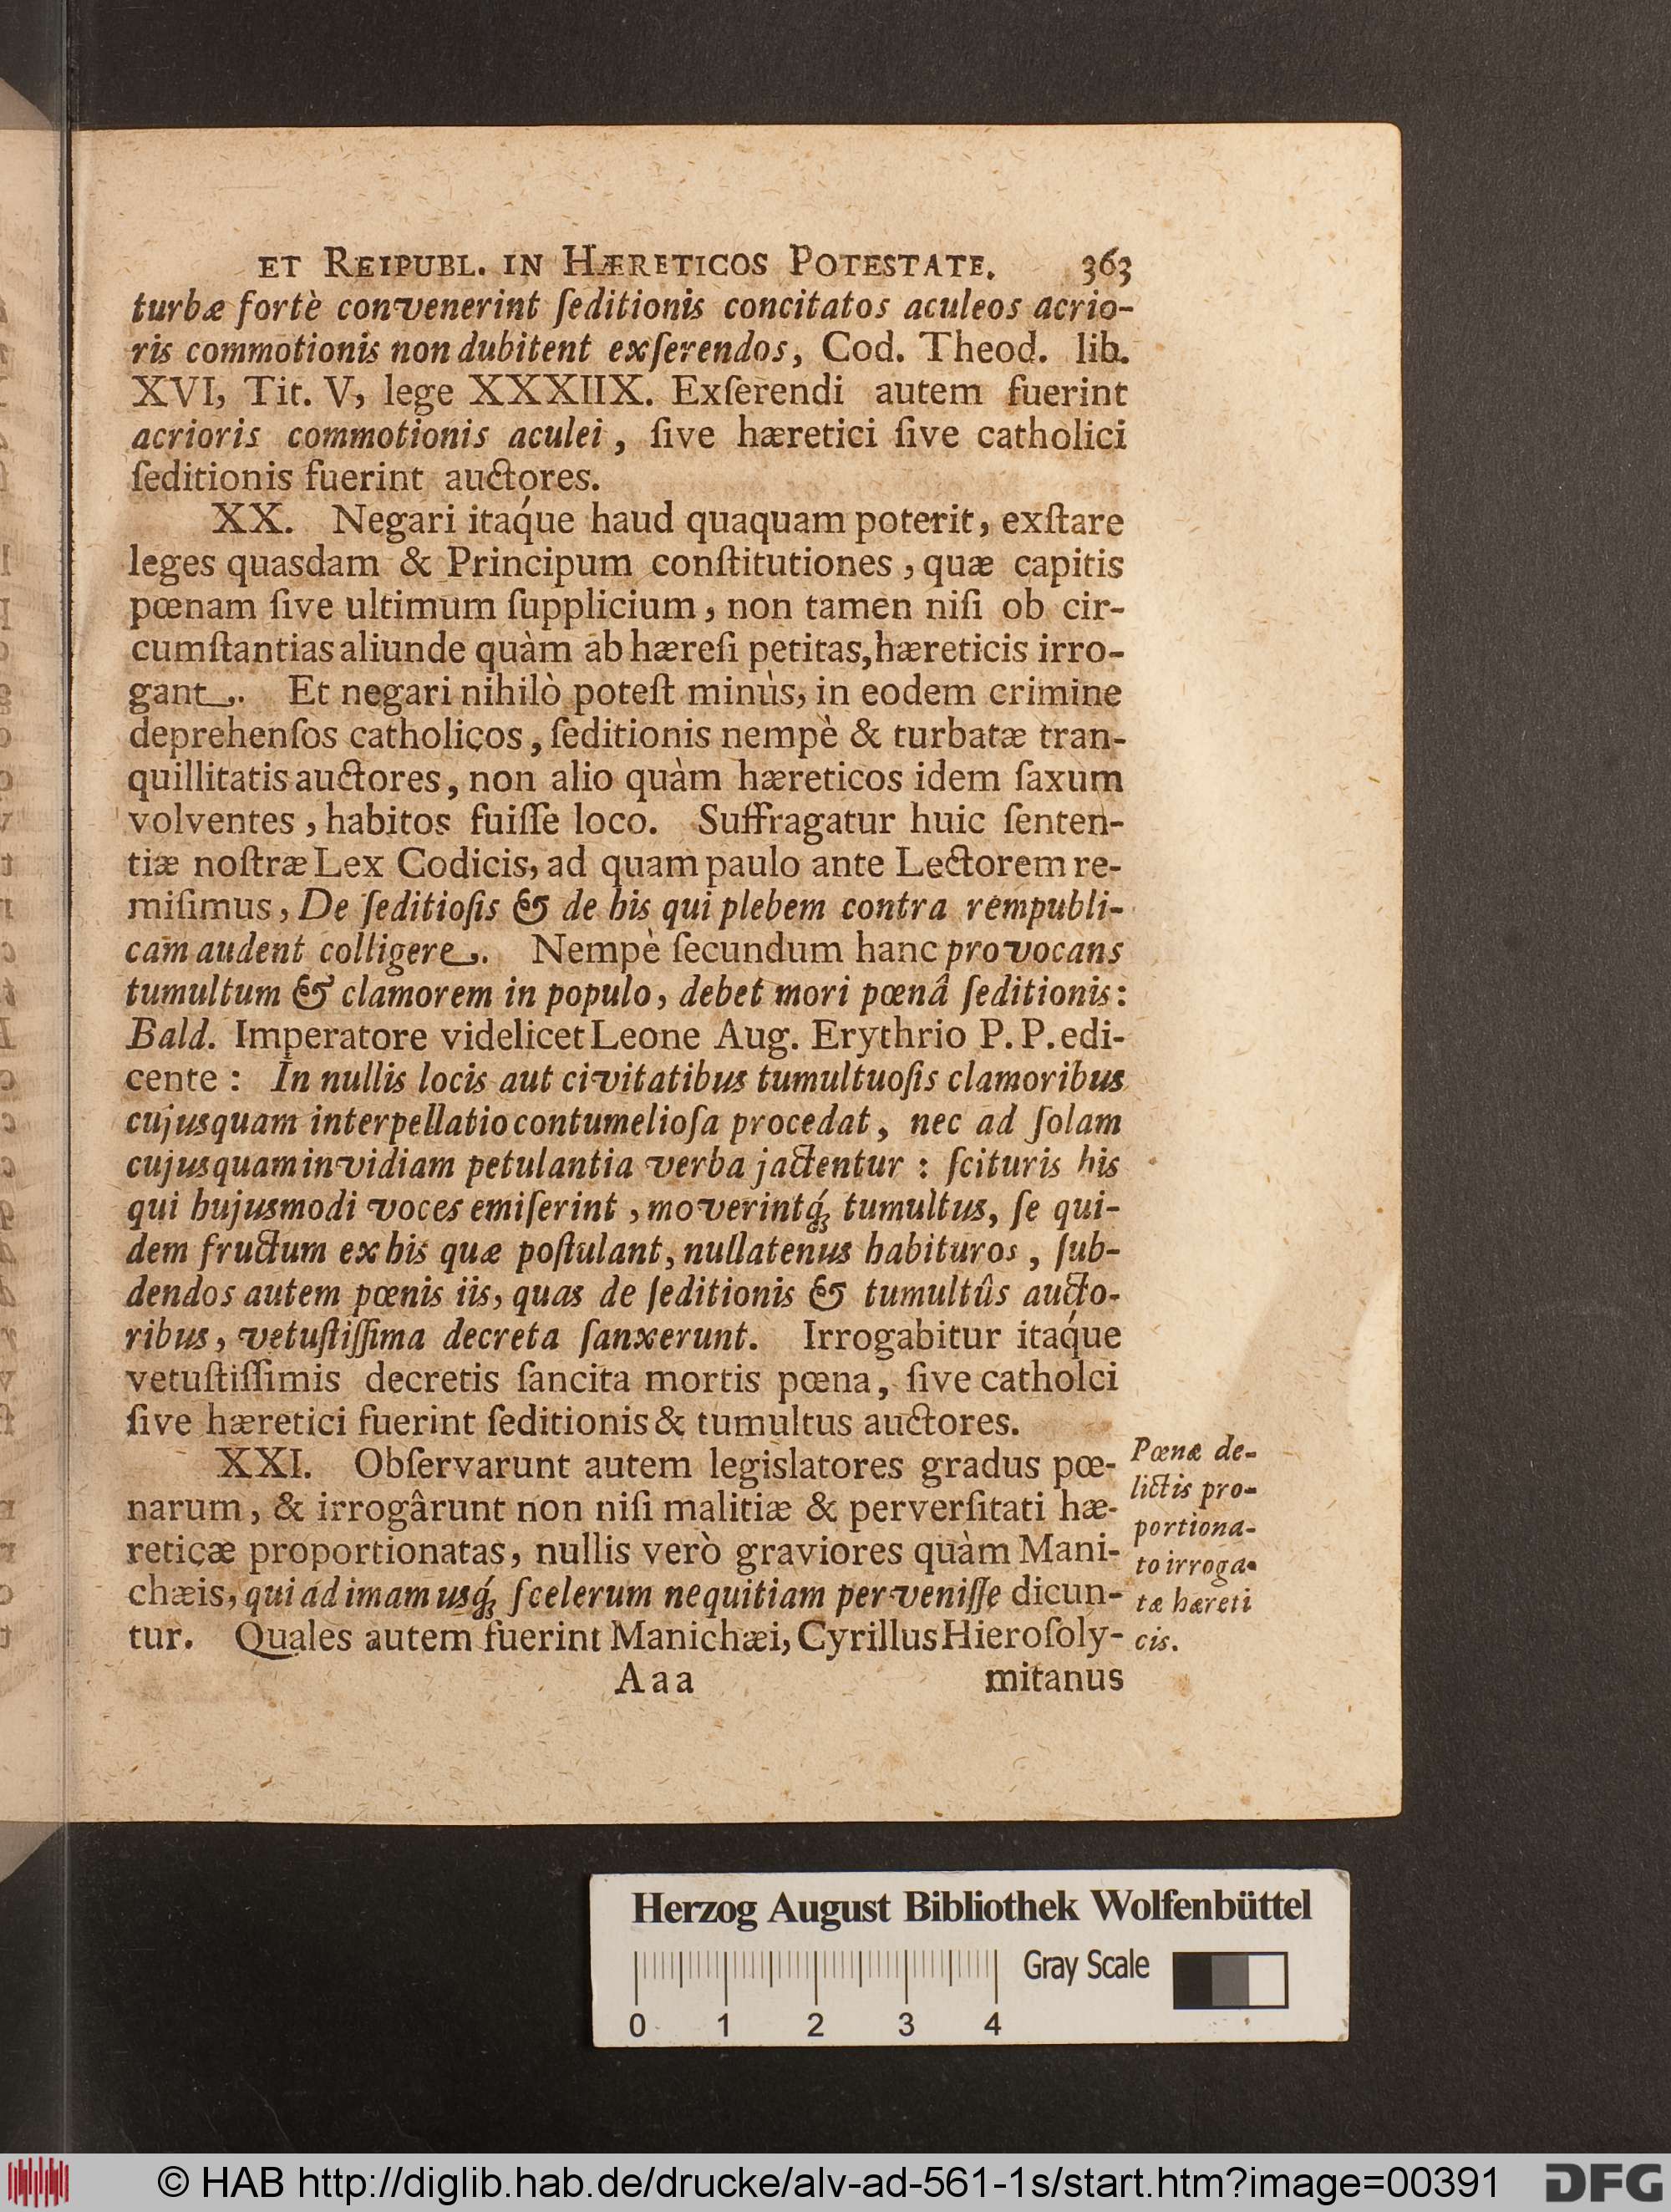 ET REIPUBL. IN HÆRETICOS POTESTATE. 363
turbæ fortè convenerint ſeditionis concitatos aculeos acrio-
ris commotionis non dubitent exſerendos, Cod. Theod. lib.
XVI, Tit. V, lege XXXIIX. Exſerendi autem fuerint
acrioris commotionis aculei, ſive hæretici ſive catholici
ſeditionis fuerint auctores.
XX. Negari itaq́ue haud quaquam poterit, exſtare
leges quasdam & Principum conſtitutiones, quæ capitis
pœnam ſive ultimum ſupplicium, non tamen niſi ob cir-
cumſtantias aliunde quàm ab hæreſi petitas, hæreticis irro-
gant. Et negari nihilò poteſt minùs, in eodem crimine
deprehenſos catholicos, ſeditionis nempè & turbatæ tran-
quillitatis auctores, non alio quàm hæreticos idem ſaxum
volventes, habitos fuiſſe loco. Suffragatur huic ſenten-
tiæ noſtræ Lex Codicis, ad quam paulo ante Lectorem re-
miſimus, De ſeditioſis & de his qui plebem contra rempubli-
cam audent colligere. Nempè ſecundum hanc provocans
tumultum & clamorem in populo, debet mori pœnâ ſeditionis:
Bald. Imperatore videlicet Leone Aug. Erythrio P. P. edi-
cente: In nullis locis aut civitatibus tumultuoſis clamoribus
cujusquam interpellatio contumelioſa procedat, nec ad ſolam
cujusquam invidiam petulantia verba jactentur: ſcituris his
qui hujusmodi voces emiſerint, moverintq́; tumultus, ſe qui-
dem fructum ex his quæ poſtulant, nullatenus habituros, ſub-
dendos autem pœnis iis, quas de ſeditionis & tumultûs aucto-
ribus, vetuſtiſſima decreta ſanxerunt. Irrogabitur itaq́ue
vetuſtiſſimis decretis ſancita mortis pœna, ſive catholci
ſive hæretici fuerint ſeditionis & tumultus auctores.
XXI. Obſervarunt autem legislatores gradus pœ-
narum, & irrogârunt non niſi malitiæ & perverſitati hæ-
reticæ proportionatas, nullis verò graviores quàm Mani-
chæis, qui ad imam usq́; ſcelerum nequitiam perveniſſe dicun-
tur. Quales autem fuerint Manichæi, Cyrillus Hieroſoly-
Aaa mitanus
Pœnæ de-
lictis pro-
portiona-
to irroga-
tæ hæreti
cis.
Herzog August Bibliothek Wolfenbüttel
Gray Scale
0 1 2 3 4
© HAB http://diglib.hab.de/drucke/alv-ad-561-1s/start.htm?image=00391
DFG